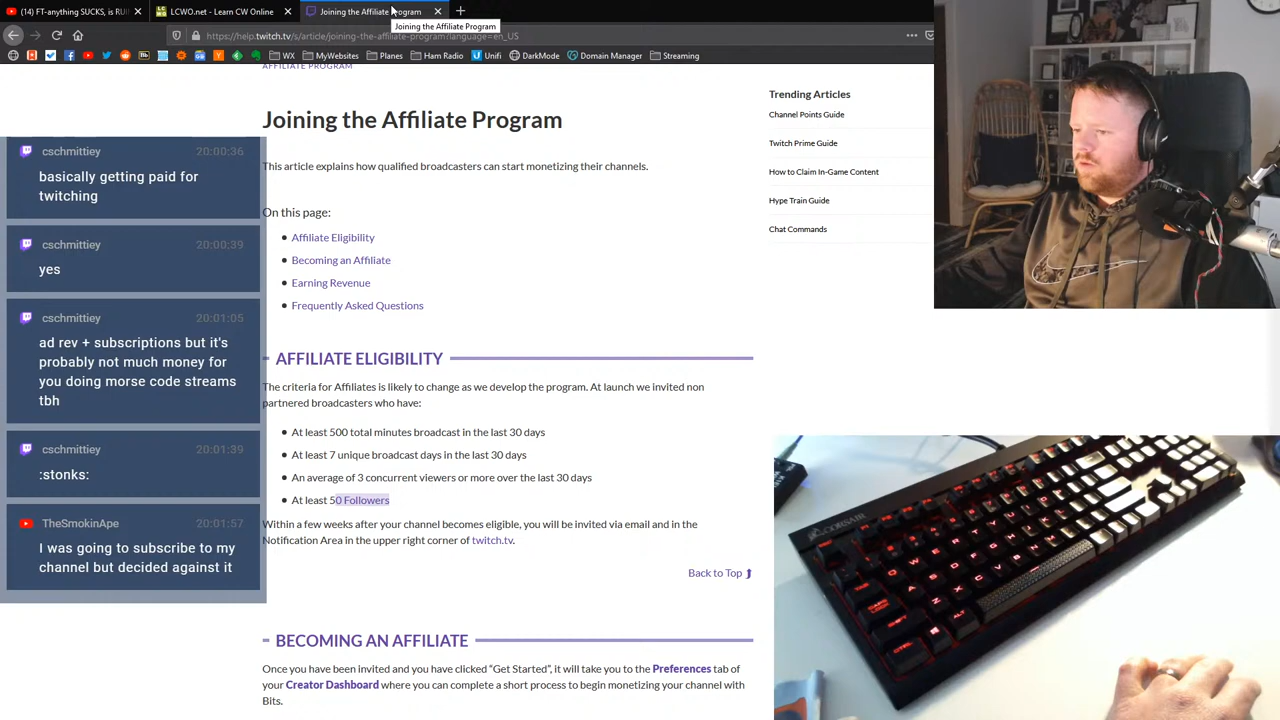 (4) FT-anything SUCKS, is RUI
LCWO.net - Learn CW Online
Joining the Affiliate Program
Joining the Affiliate Program
https://help.twitch.tv/s/article/joining-the-affiliate-program?language=en_US
WX
MyWebsites
Planes
Ham Radio
Unifi
DarkMode
Domain Manager
Streaming
AFFILIATE PROGRAM
Joining the Affiliate Program
This article explains how qualified broadcasters can start monetizing their channels.
On this page:
Affiliate Eligibility
Becoming an Affiliate
Earning Revenue
Frequently Asked Questions
AFFILIATE ELIGIBILITY
The criteria for Affiliates is likely to change as we develop the program. At launch we invited non
partnered broadcasters who have:
At least 500 total minutes broadcast in the last 30 days
At least 7 unique broadcast days in the last 30 days
An average of 3 concurrent viewers or more over the last 30 days
At least 50 Followers
Within a few weeks after your channel becomes eligible, you will be invited via email and in the
Notification Area in the upper right corner of twitch.tv.
Back to Top
BECOMING AN AFFILIATE
Once you have been invited and you have clicked “Get Started”, it will take you to the Preferences tab of
your Creator Dashboard where you can complete a short process to begin monetizing your channel with
Bits.
Trending Articles
Channel Points Guide
Twitch Prime Guide
How to Claim In-Game Content
Hype Train Guide
Chat Commands
cschmittiey 20:00:36
basically getting paid for
twitching
cschmittiey 20:00:39
yes
cschmittiey 20:01:05
ad rev + subscriptions but it's
probably not much money for
you doing morse code streams
tbh
cschmittiey 20:01:39
:stonks:
TheSmokinApe 20:01:57
I was going to subscribe to my
channel but decided against it
CORSAIR